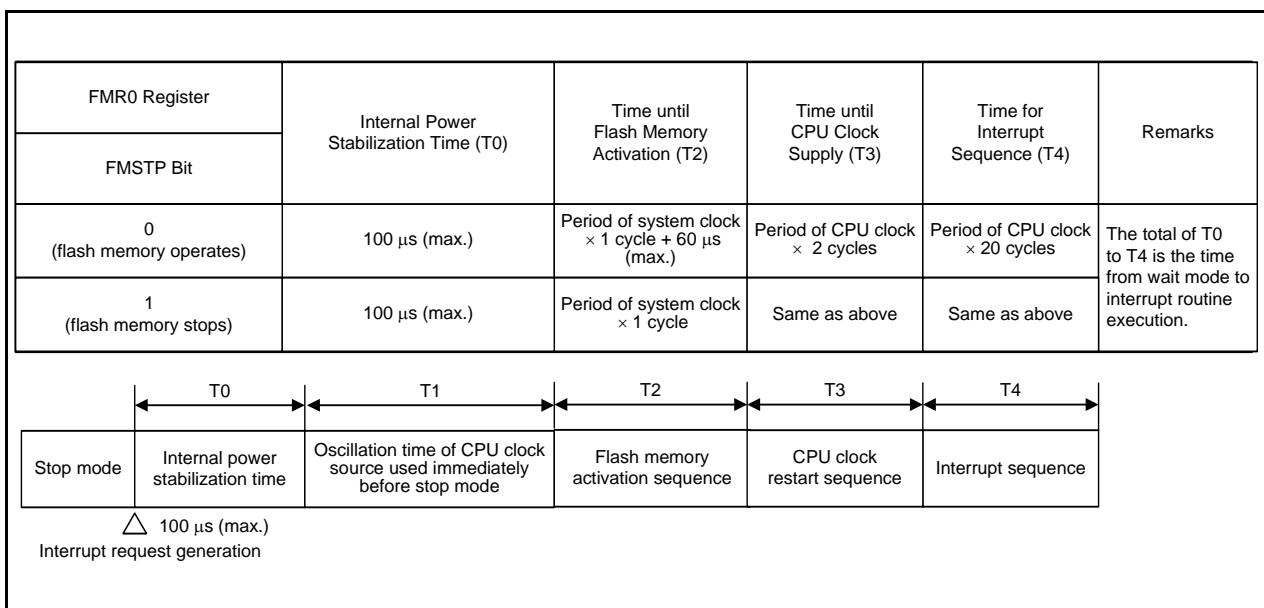 FMR0 Register
FMSTP Bit
Internal Power
Stabilization Time (T0)
Time until
Flash Memory
Activation (T2)
Time until
CPU Clock
Supply (T3)
Time for
Interrupt
Sequence (T4)
Remarks
0
(flash memory operates)
100 μs (max.)
Period of system clock
× 1 cycle + 60 μs
(max.)
Period of CPU clock
× 2 cycles
Period of CPU clock
× 20 cycles
The total of T0
to T4 is the time
from wait mode to
interrupt routine
execution.
1
(flash memory stops)
100 μs (max.)
Period of system clock
× 1 cycle
Same as above
Same as above
T0
T1
T2
T3
T4
Stop mode
Internal power
stabilization time
Oscillation time of CPU clock
source used immediately
before stop mode
Flash memory
activation sequence
CPU clock
restart sequence
Interrupt sequence
100 μs (max.)
Interrupt request generation